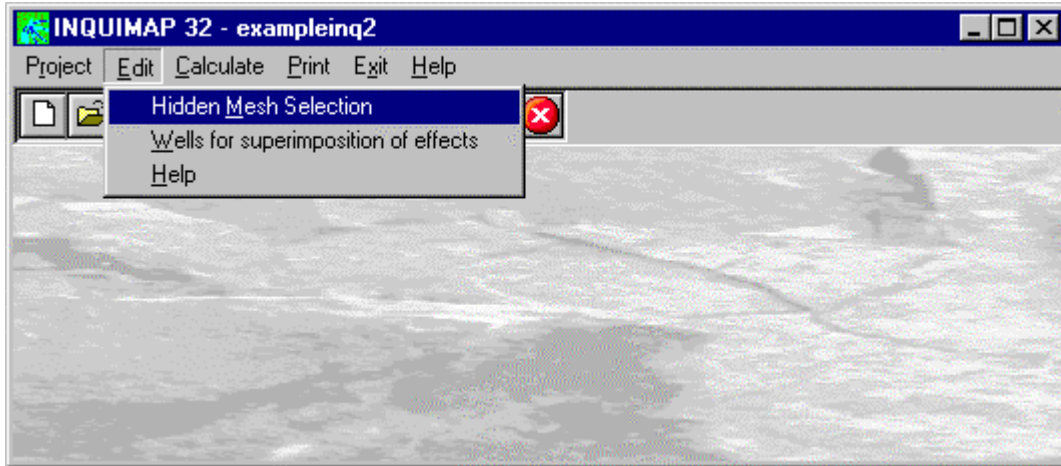 INQUIMAP 32 - exampleinq2
Project Edit Calculate Print Exit Help
Hidden Mesh Selection
Wells for superimposition of effects
Help